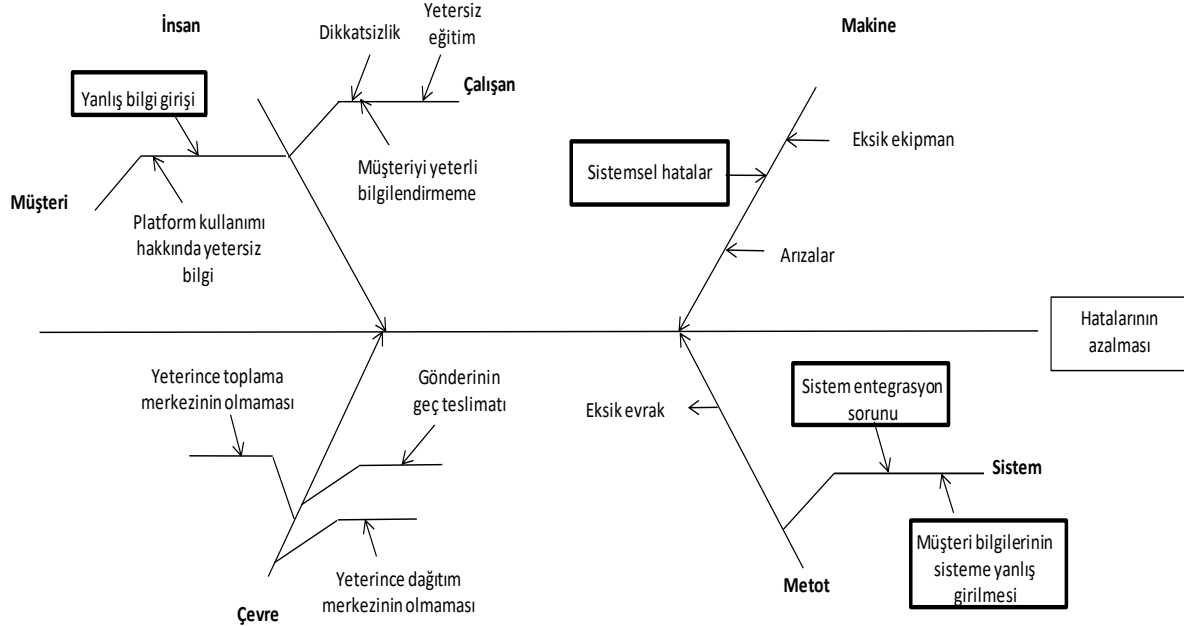 İnsan
Makine
Dikkatsizlik
Yetersiz
eğitim
Çalışan
Yanlış bilgi girişi
Müşteriyi yeterli
bilgilendirmeme
Müşteri
Platform kullanımı
hakkında yetersiz
bilgi
Eksik ekipman
Sistemsel hatalar
Arızalar
Hatalarının
azalması
Yeterince toplama
merkezinin olmaması
Gönderinin
geç teslimatı
Eksik evrak
Sistem entegrasyon
sorunu
Sistem
Müşteri bilgilerinin
sisteme yanlış
girilmesi
Yeterince dağıtım
merkezinin olmaması
Çevre
Metot